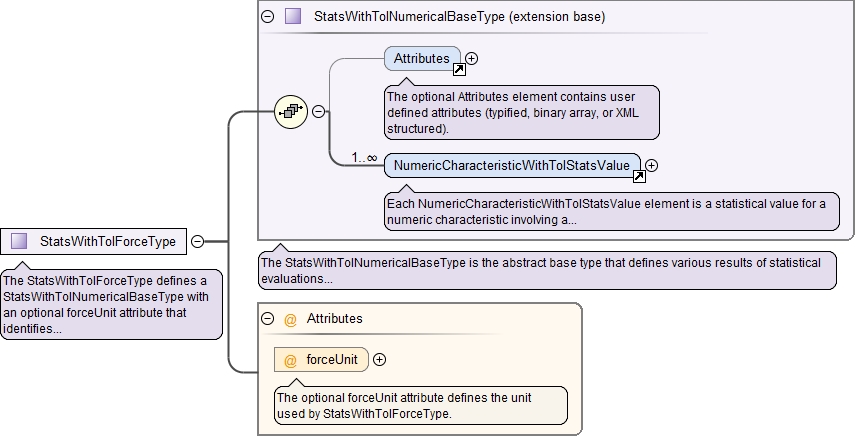 StatsWithTolNumericalBaseType (extension base)
Attributes
The optional Attributes element contains user
defined attributes (typified, binary array, or XML
structured).
1..∞
NumericCharacteristicWithTolStatsValue
Each NumericCharacteristicWithTolStatsValue element is a statistical value for a
numeric characteristic involving a...
StatsWithTolForceType
The StatsWithTolForceType defines a
StatsWithTolNumericalBaseType with
an optional forceUnit attribute that
identifies...
The StatsWithTolNumericalBaseType is the abstract base type that defines various results of statistical
evaluations...
@ Attributes
@ forceUnit
The optional forceUnit attribute defines the unit
used by StatsWithTolForceType.